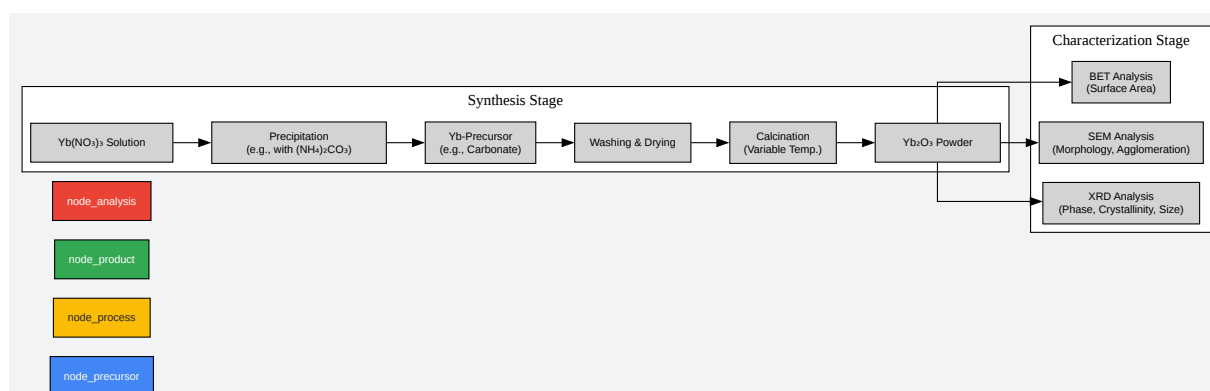 Characterization Stage
BET Analysis
(Surface Area)
Synthesis Stage
Yb(NO₃)₃ Solution
Precipitation
(e.g., with (NH₄)₂CO₃)
Yb-Precursor
(e.g., Carbonate)
Washing & Drying
Calcination
(Variable Temp.)
Yb₂O₃ Powder
SEM Analysis
(Morphology, Agglomeration)
XRD Analysis
(Phase, Crystallinity, Size)
node_analysis
node_product
node_process
node_precursor